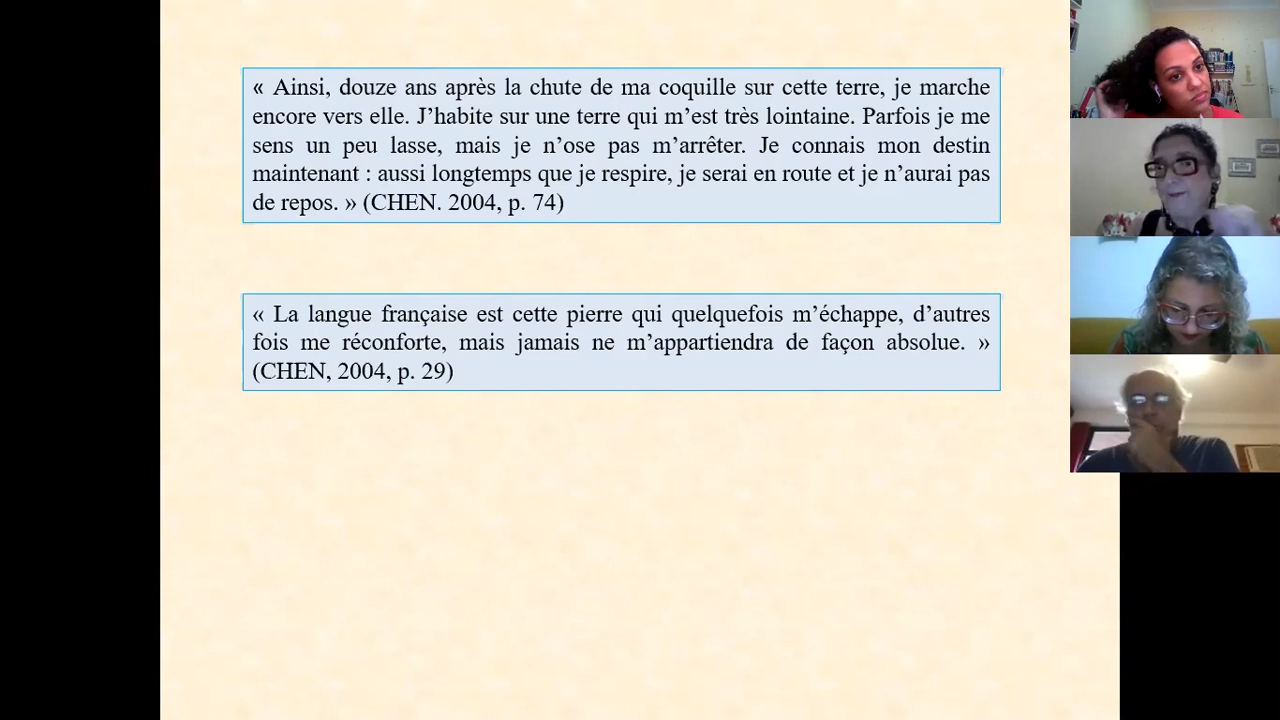 « Ainsi, douze ans après la chute de ma coquille sur cette terre, je marche
encore vers elle. J’habite sur une terre qui m’est très lointaine. Parfois je me
sens un peu lasse, mais je n’ose pas m’arrêter. Je connais mon destin
maintenant : aussi longtemps que je respire, je serai en route et je n’aurai pas
de repos. » (CHEN. 2004, p. 74)
« La langue française est cette pierre qui quelquefois m’échappe, d’autres
fois me réconforte, mais jamais ne m’appartiendra de façon absolue. »
(CHEN, 2004, p. 29)